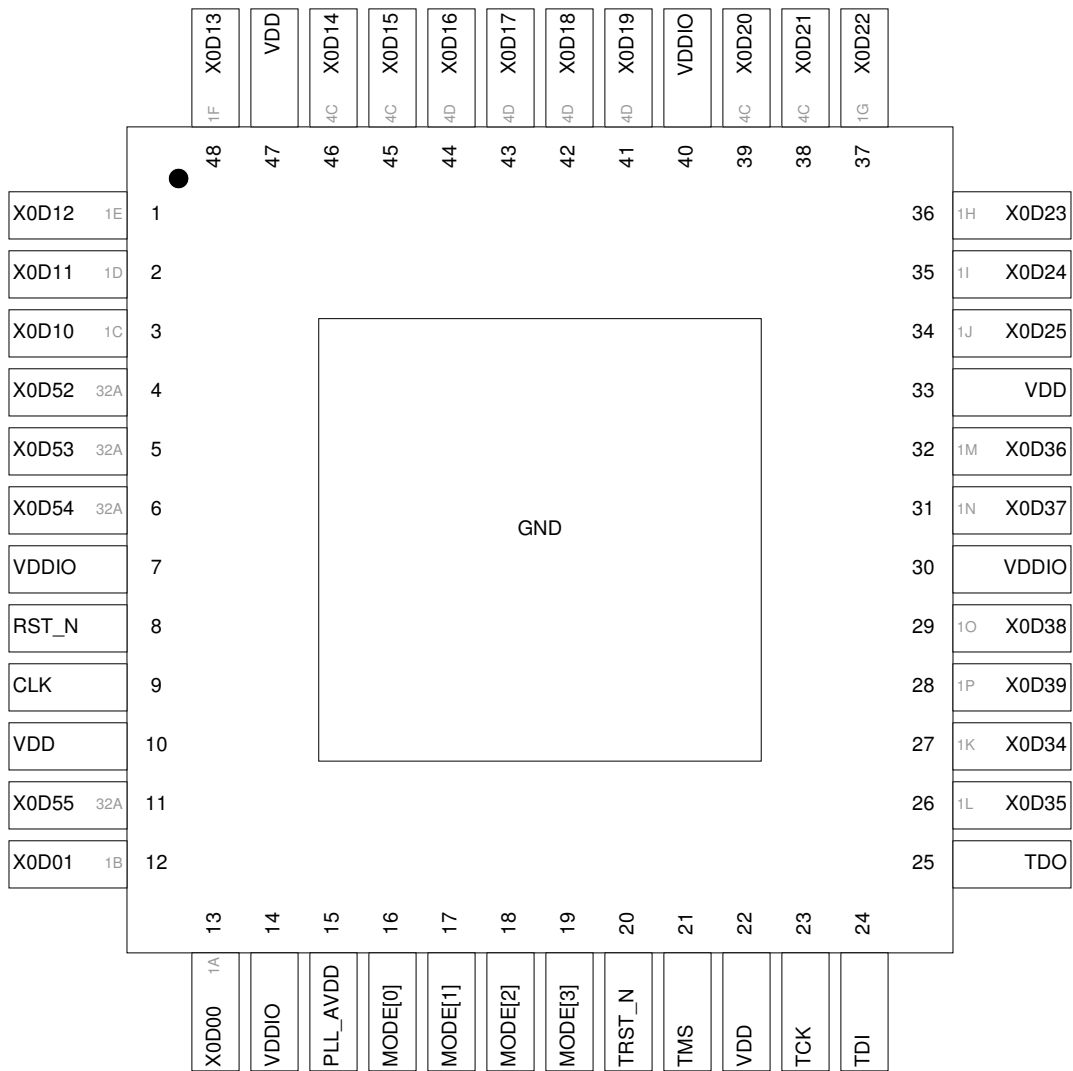 X0D13 VDD X0D14 X0D15 X0D16 X0D17 X0D18 X0D19 VDDIO X0D20 X0D21 X0D22
1F 4C 4C 4D 4D 4D 4D 4C 4C 1G
48 47 46 45 44 43 42 41 40 39 38 37
X0D12 1E 1 36 1H X0D23
X0D11 1D 2 35 1I X0D24
X0D10 1C 3 34 1J X0D25
X0D52 32A 4 33 VDD
X0D53 32A 5 32 1M X0D36
X0D54 32A 6 31 1N X0D37
GND
VDDIO 7 30 VDDIO
RST_N 8 29 1O X0D38
CLK 9 28 1P X0D39
VDD 10 27 1K X0D34
X0D55 32A 11 26 1L X0D35
X0D01 1B 12 25 TDO
13 14 15 16 17 18 19 20 21 22 23 24
1A
X0D00 VDDIO PLL_AVDD MODE[0] MODE[1] MODE[2] MODE[3] TRST_N TMS VDD TCK TDI